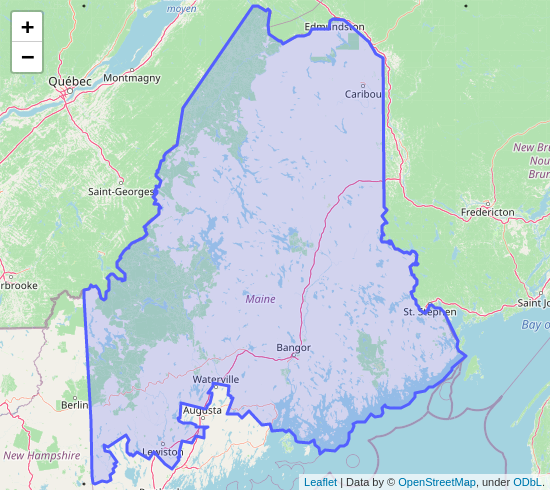 moyen
+
−
Edmundston
Québec
Montmagny
Caribou
New Br
Nou
Brun
Saint-Georges
Fredericton
rbrooke
Maine
St. Stephen
Saint Jo
Bay o
Bangor
Waterville
Berlin
Augusta
Lewiston
New Hampshire
Leaflet | Data by © OpenStreetMap, under ODbL.